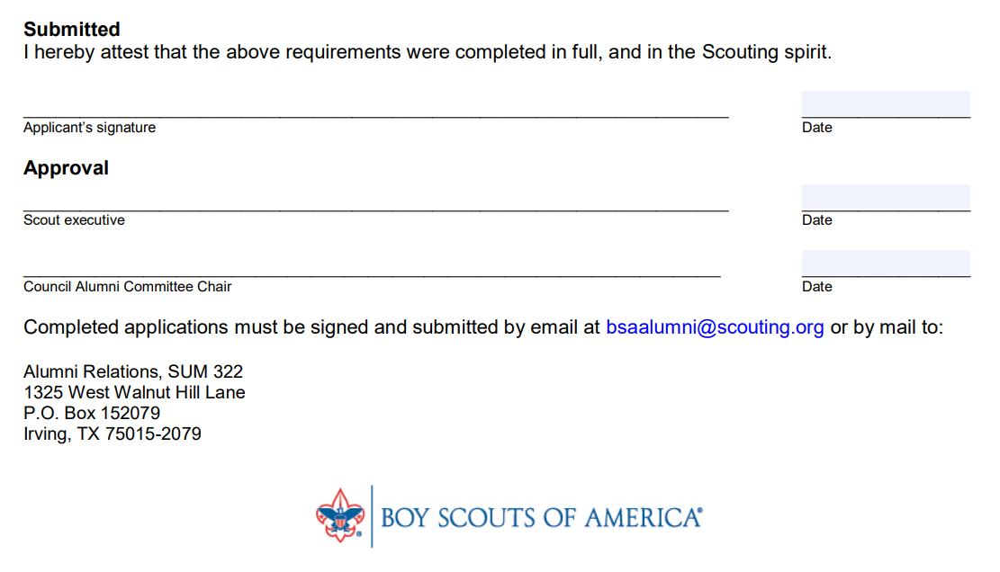 Submitted
I hereby attest that the above requirements were completed in full, and in the Scouting spirit.
Applicant’s signature
Date
Approval
Scout executive
Date
Council Alumni Committee Chair
Date
Completed applications must be signed and submitted by email at bsaalumni@scouting.org or by mail to:
Alumni Relations, SUM 322
1325 West Walnut Hill Lane
P.O. Box 152079
Irving, TX 75015-2079
® BOY SCOUTS OF AMERICA®